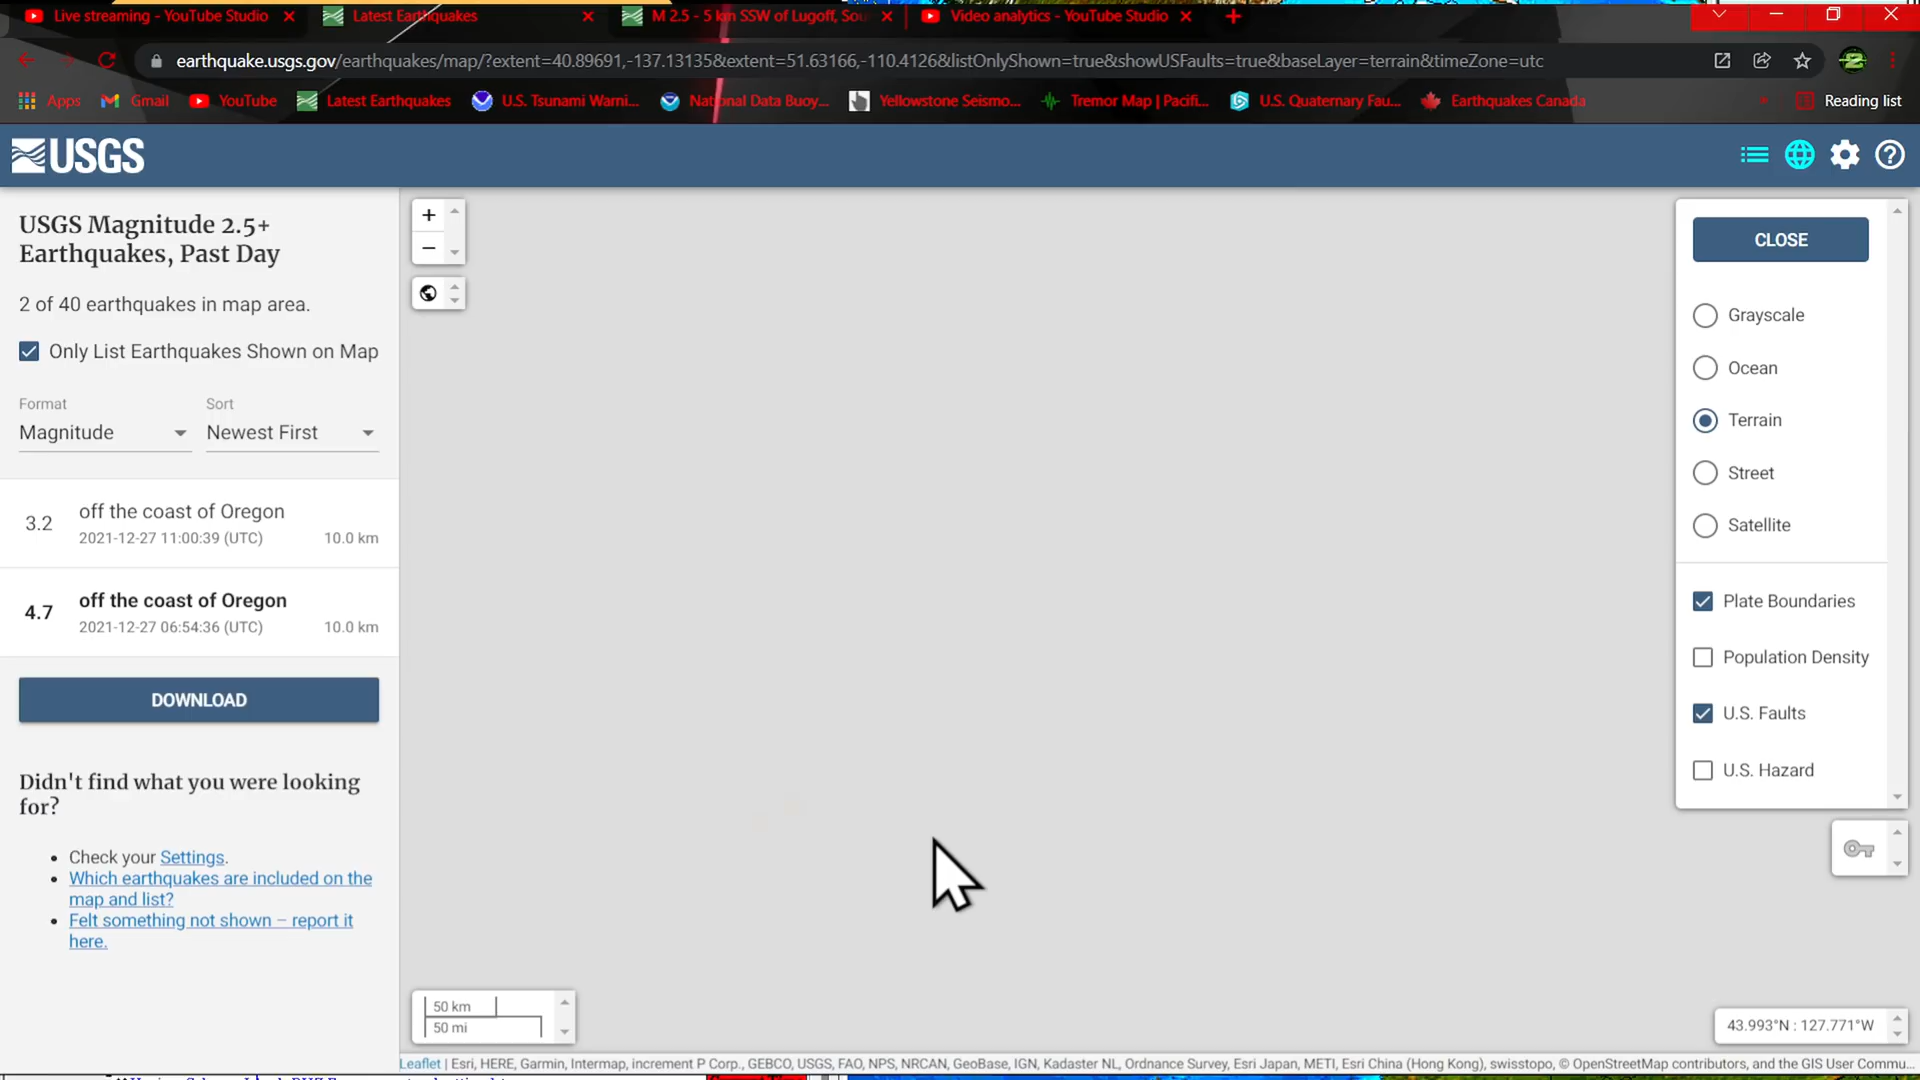 Live streaming - YouTube Studio
Latest Earthquakes
M 2.5 - 5 km SSW of Lugoff, Sou
Video analytics - YouTube Studio
earthquake.usgs.gov/earthquakes/map/?extent=40.89691,-137.13135&extent=51.63166,-110.4126&listOnlyShown=true&showUSFaults=true&baseLayer=terrain&timeZone=utc
Apps
Gmail
YouTube
Latest Earthquakes
U.S. Tsunami Warni...
National Data Buoy...
Yellowstone Seismo...
Tremor Map | Pacifi...
U.S. Quaternary Fau...
Earthquakes Canada
Reading list
USGS
USGS Magnitude 2.5+
Earthquakes, Past Day
2 of 40 earthquakes in map area.
Only List Earthquakes Shown on Map
Format
Sort
Magnitude
Newest First
3.2
off the coast of Oregon
2021-12-27 11:00:39 (UTC)
10.0 km
4.7
off the coast of Oregon
2021-12-27 06:54:36 (UTC)
10.0 km
DOWNLOAD
Didn't find what you were looking
for?
Check your Settings.
Which earthquakes are included on the
map and list?
Felt something not shown – report it
here.
+
−
CLOSE
Grayscale
Ocean
Terrain
Street
Satellite
Plate Boundaries
Population Density
U.S. Faults
U.S. Hazard
50 km
50 mi
43.993°N : 127.771°W
Leaflet | Esri, HERE, Garmin, Intermap, increment P Corp., GEBCO, USGS, FAO, NPS, NRCAN, GeoBase, IGN, Kadaster NL, Ordnance Survey, Esri Japan, METI, Esri China (Hong Kong), swisstopo, © OpenStreetMap contributors, and the GIS User Commu...